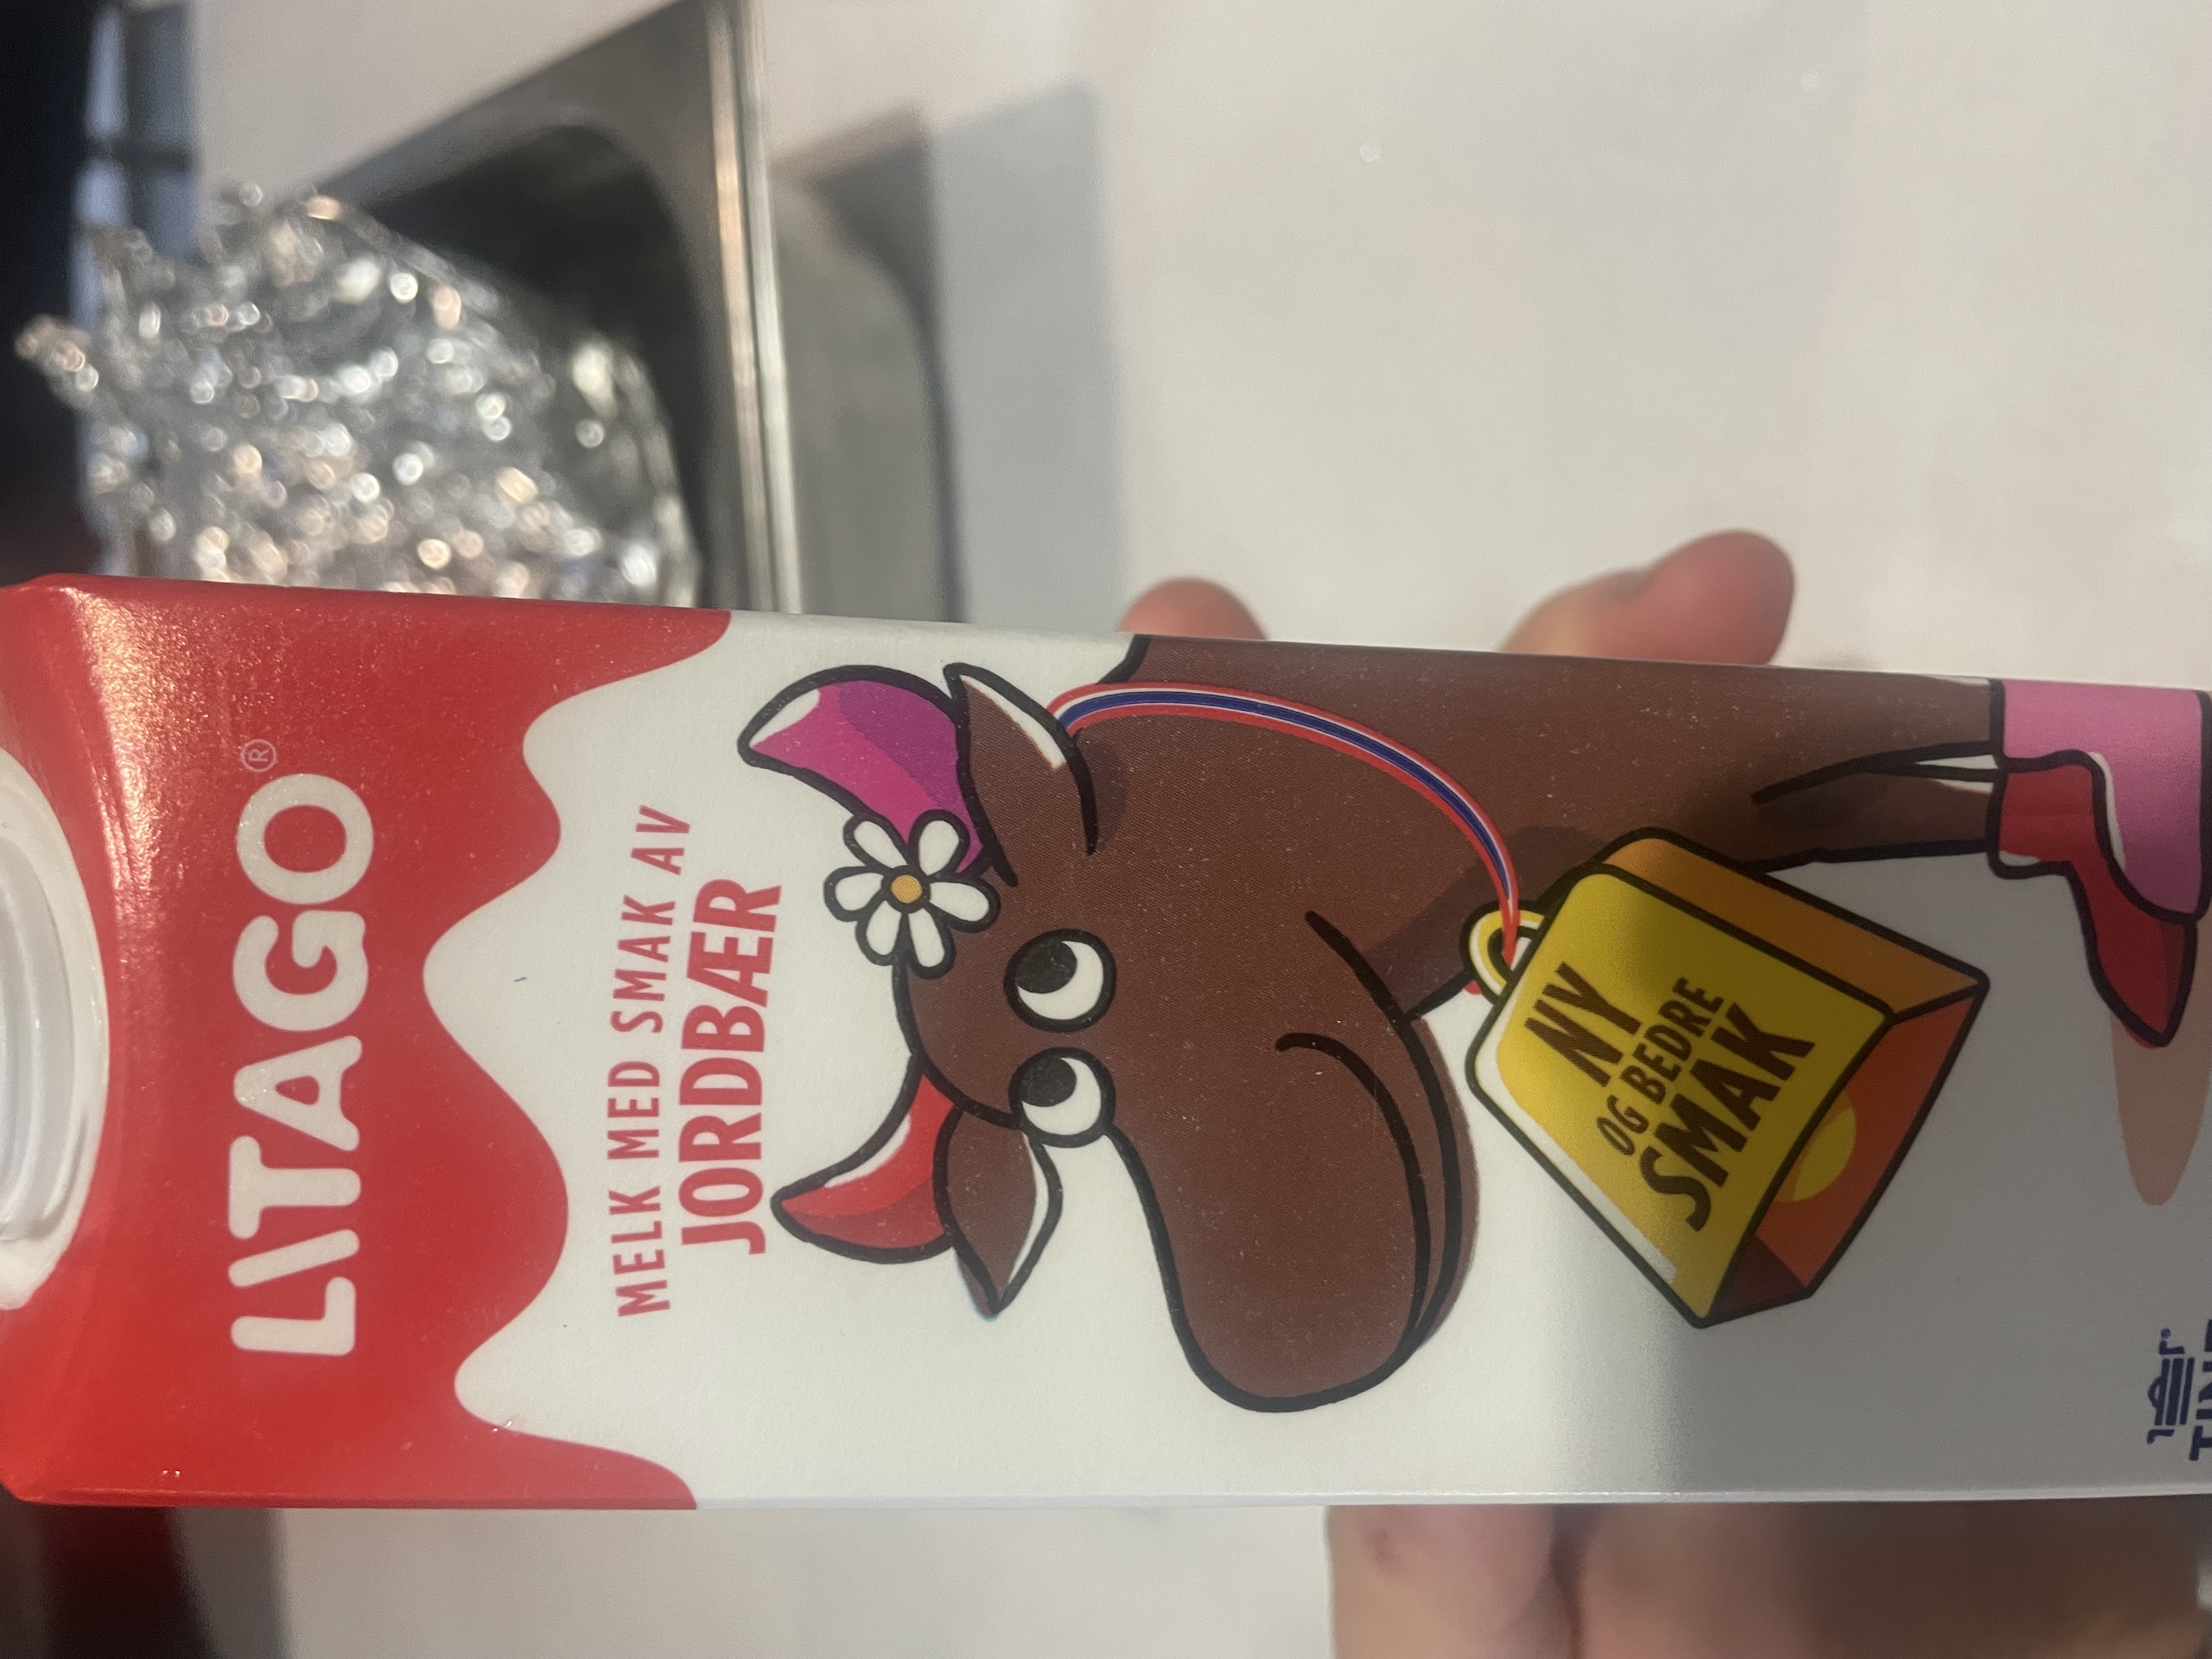 LITAGO®
MELK MED SMAK AV
JORDBÆR
NY
OG BEDRE
SMAK